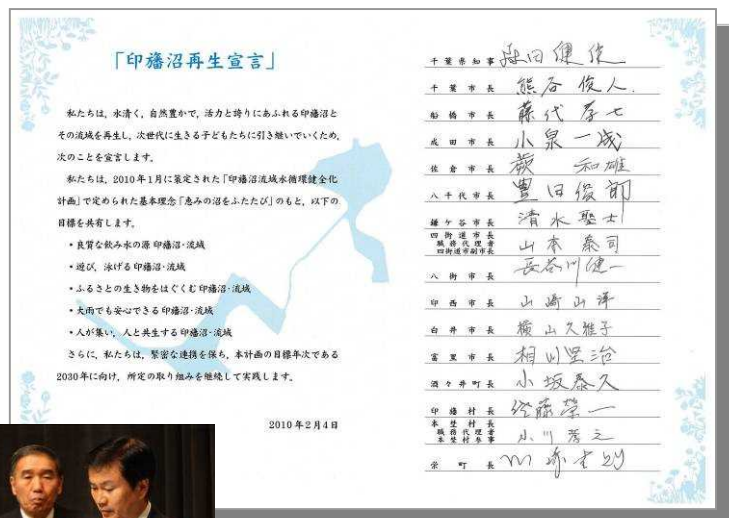 「印旛沼再生宣言」
私たちは、水清く、自然豊かで、活力と誇りにあふれる印旛沼と
その流域を再生し、次世代に生きる子どもたちに引き継いでいくため、
次のことを宣言します。
私たちは、2010年1月に策定された「印旛沼流域水循環健全化
計画」で定められた基本理念「恵みの沼をふたたび」のもと、以下の
目標を共有します。
・良質な飲み水の源 印旛沼・流域
・遊び、泳げる印旛沼・流域
・ふるさとの生き物をはぐくむ印旛沼・流域
・大雨でも安心できる印旛沼・流域
・人が集い、人と共生する印旛沼・流域
さらに、私たちは、緊密な連携を保ち、本計画の目標年次である
2030年に向け、所定の取り組みを継続して実践します。
2010年2月4日
千葉県知事 森田健作
千葉市長 熊谷俊人
船橋市長 藤代孝七
成田市長 小泉一成
佐倉市長 蕨 和雄
八千代市長 豊田俊郎
鎌ケ谷市長 清水聖士
四街道市長
職務代理者
四街道市副市長 山本泰司
八街市長 長谷川健一
印西市長 山﨑山洋
白井市長 横山久雅子
富里市長 相川堅治
酒々井町長 小坂泰久
印旛村長 佐藤榮一
本埜村長
職務代理者
本埜村参事 小川孝之
栄町長